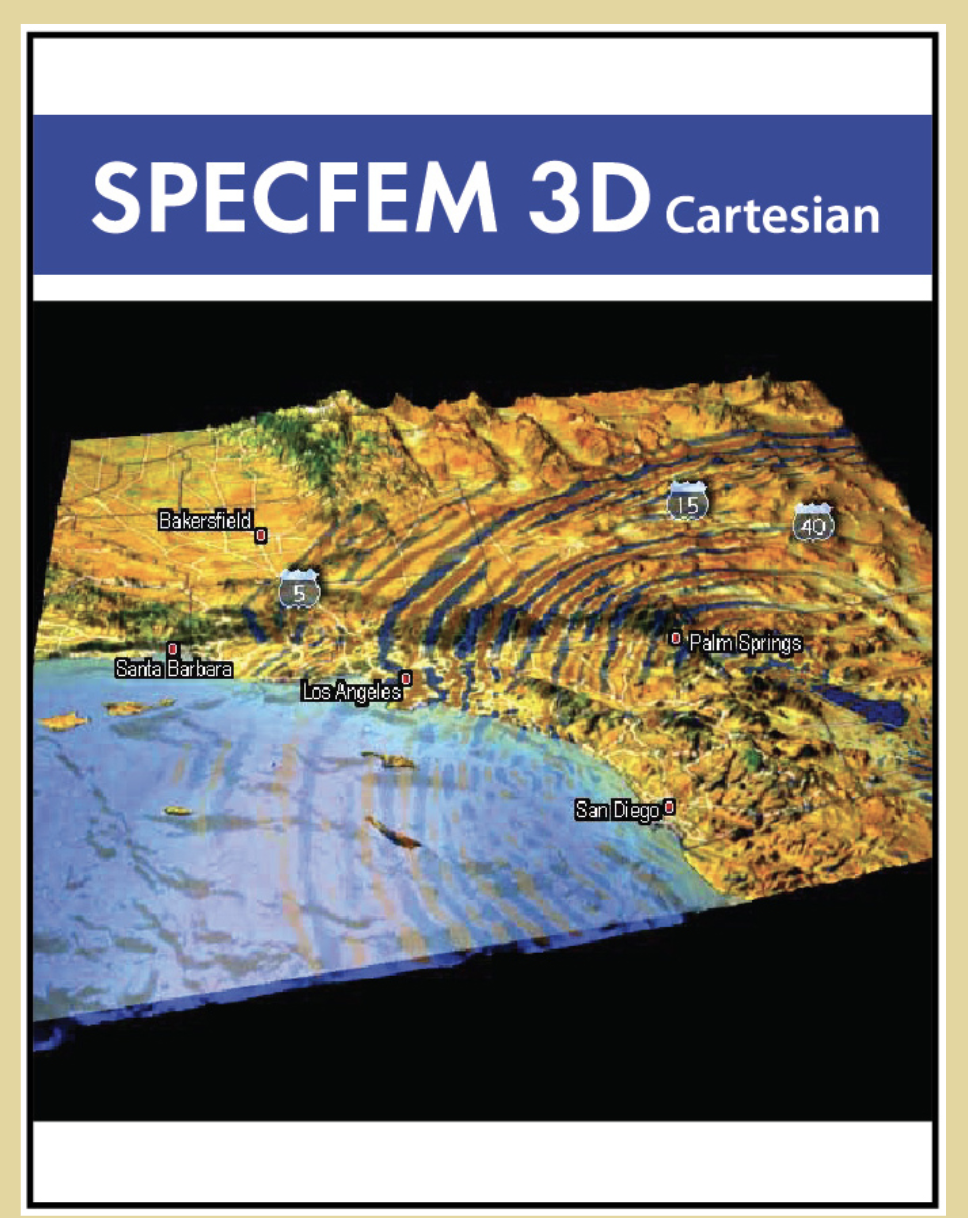 SPECFEM 3D Cartesian
15
40
Bakersfield
5
Palm Springs
Santa Barbara
Los Angeles
San Diego